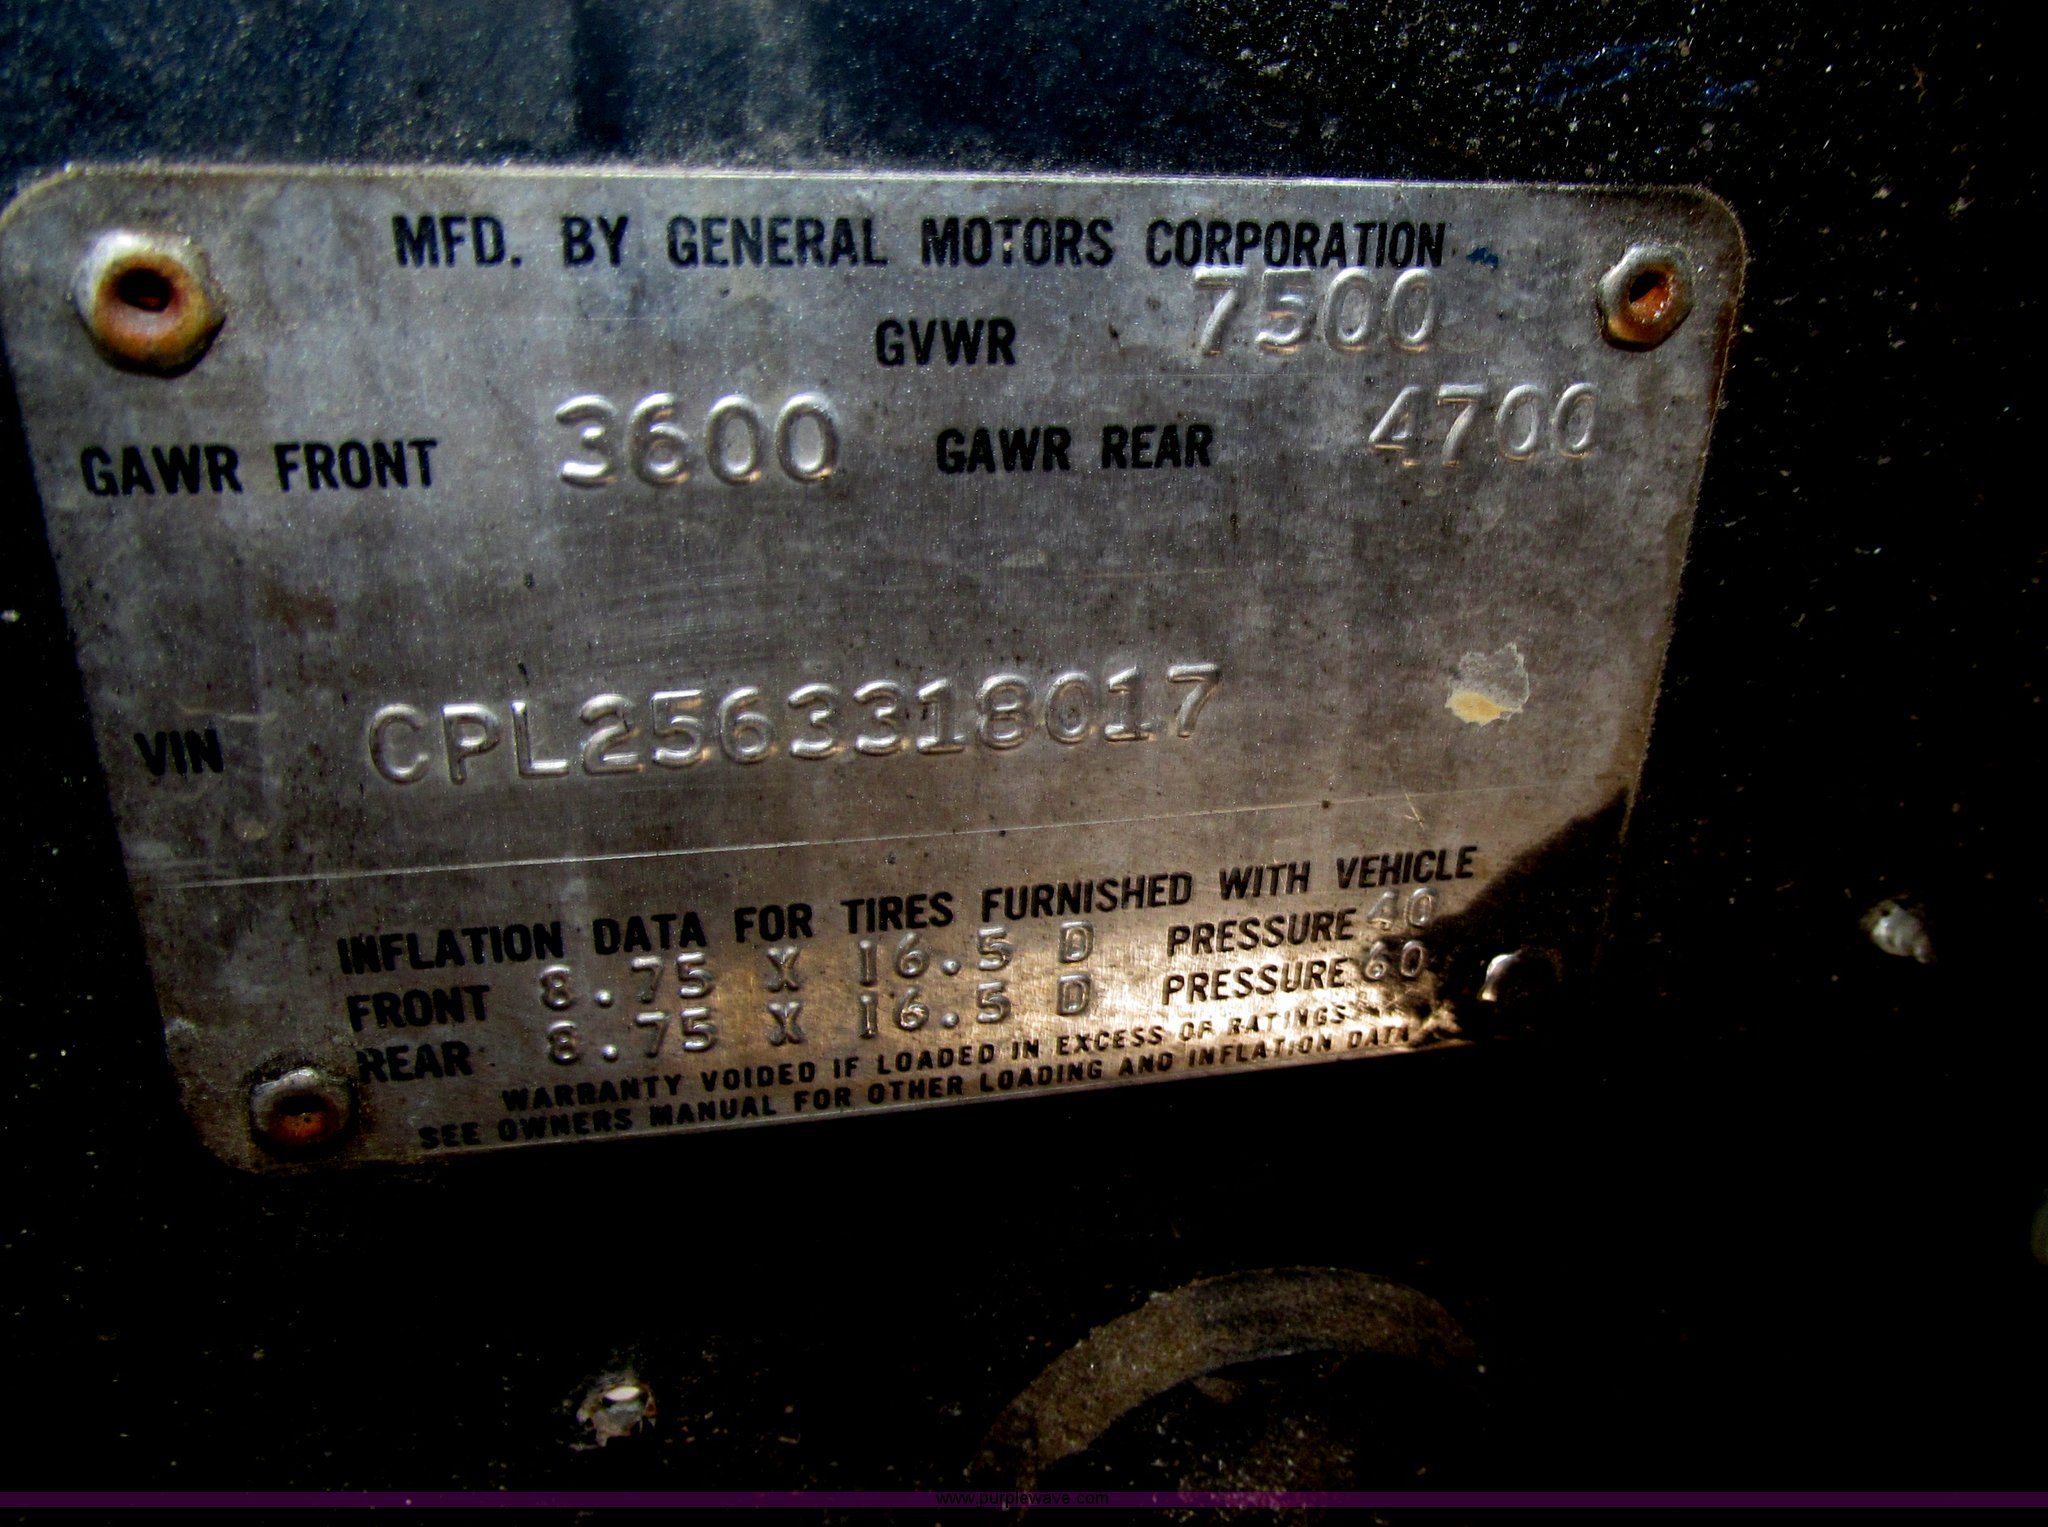 MFD. BY GENERAL MOTORS CORPORATION
GVWR 7500
GAWR FRONT 3600 GAWR REAR 4700
VIN CPL2563318017
INFLATION DATA FOR TIRES FURNISHED WITH VEHICLE
FRONT 8.75 X 16.5 D PRESSURE 40
REAR 8.75 X 16.5 D PRESSURE 60
WARRANTY VOIDED IF LOADED IN EXCESS OF RATINGS
SEE OWNERS MANUAL FOR OTHER LOADING AND INFLATION DATA
www.purplewave.com